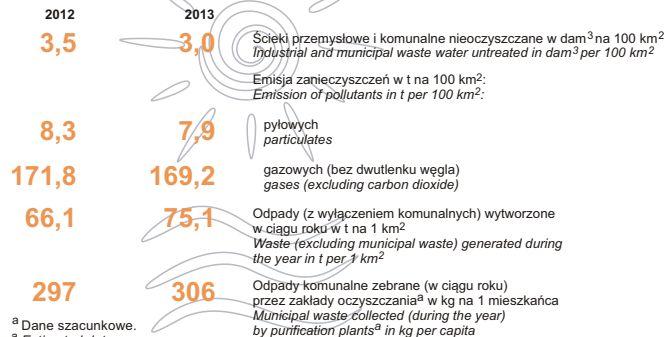 2012 2013
3,5 3,0 Ścieki przemysłowe i komunalne nieoczyszczane w dam³ na 100 km²
Industrial and municipal waste water untreated in dam³ per 100 km²
Emisja zanieczyszczeń w t na 100 km²:
Emission of pollutants in t per 100 km²:
8,3 7,9 pyłowych
particulates
171,8 169,2 gazowych (bez dwutlenku węgla)
gases (excluding carbon dioxide)
66,1 75,1 Odpady (z wyłączeniem komunalnych) wytworzone
w ciągu roku w t na 1 km²
Waste (excluding municipal waste) generated during
the year in t per 1 km²
297 306 Odpady komunalne zebrane (w ciągu roku)
przez zakłady oczyszczaniaᵃ w kg na 1 mieszkańca
Municipal waste collected (during the year)
by purification plantsᵃ in kg per capita
ᵃ Dane szacunkowe.